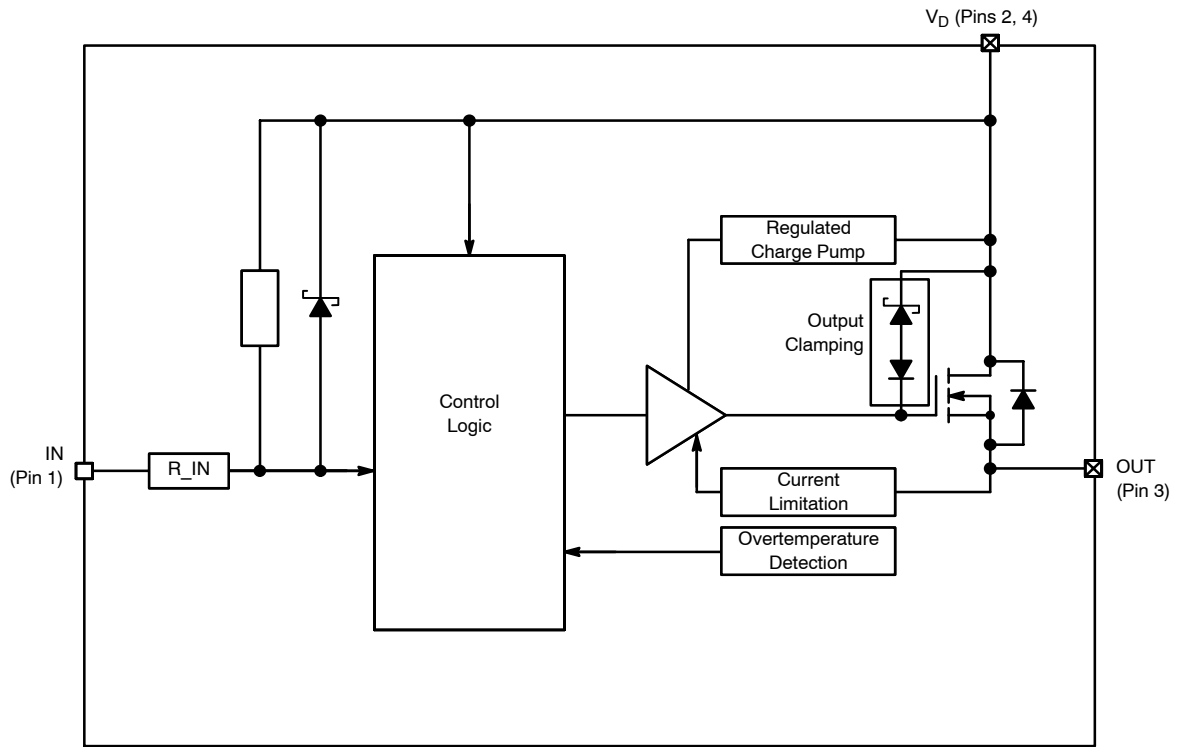 V_D (Pins 2, 4)
Regulated
Charge Pump
Output
Clamping
Control
Logic
IN
(Pin 1)
R_IN
Current
Limitation
OUT
(Pin 3)
Overtemperature
Detection